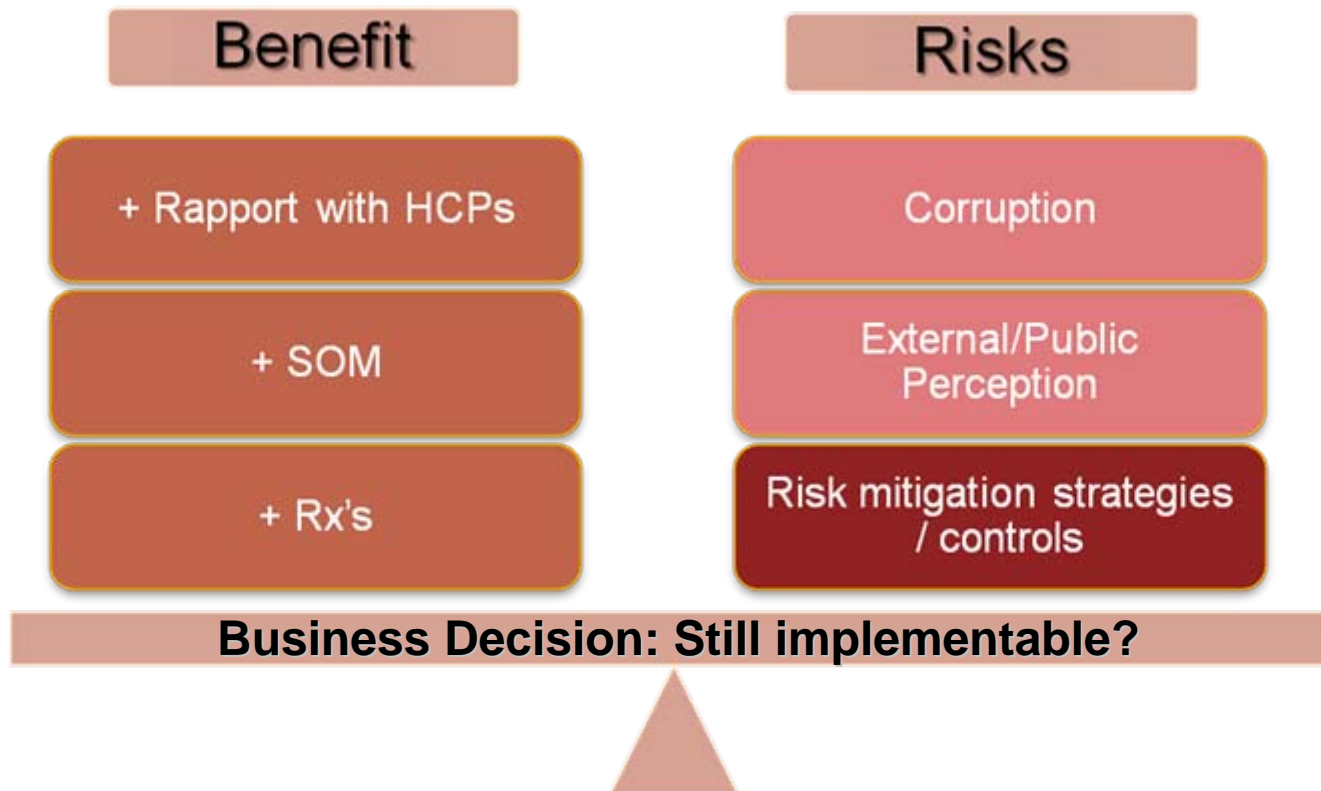 Benefit
Risks
+ Rapport with HCPs
Corruption
+ SOM
External/Public
Perception
+ Rx's
Risk mitigation strategies
/ controls
Business Decision: Still implementable?